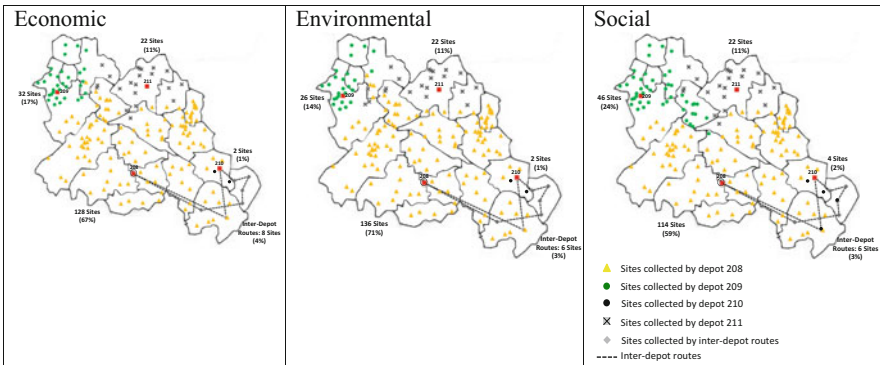 Economic
22 Sites
(11%)
211
209
32 Sites
(17%)
2 Sites
(1%)
210
208
128 Sites
(67%)
Inter-Depot
Routes: 8 Sites
(4%)
Environmental
22 Sites
(11%)
211
209
26 Sites
(14%)
2 Sites
(1%)
210
208
136 Sites
(71%)
Inter-Depot
Routes: 6 Sites
(3%)
Social
22 Sites
(11%)
211
209
46 Sites
(24%)
4 Sites
(2%)
210
208
114 Sites
(59%)
Inter-Depot
Routes: 6 Sites
(3%)
Sites collected by depot 208
Sites collected by depot 209
Sites collected by depot 210
Sites collected by depot 211
Sites collected by inter-depot routes
Inter-depot routes